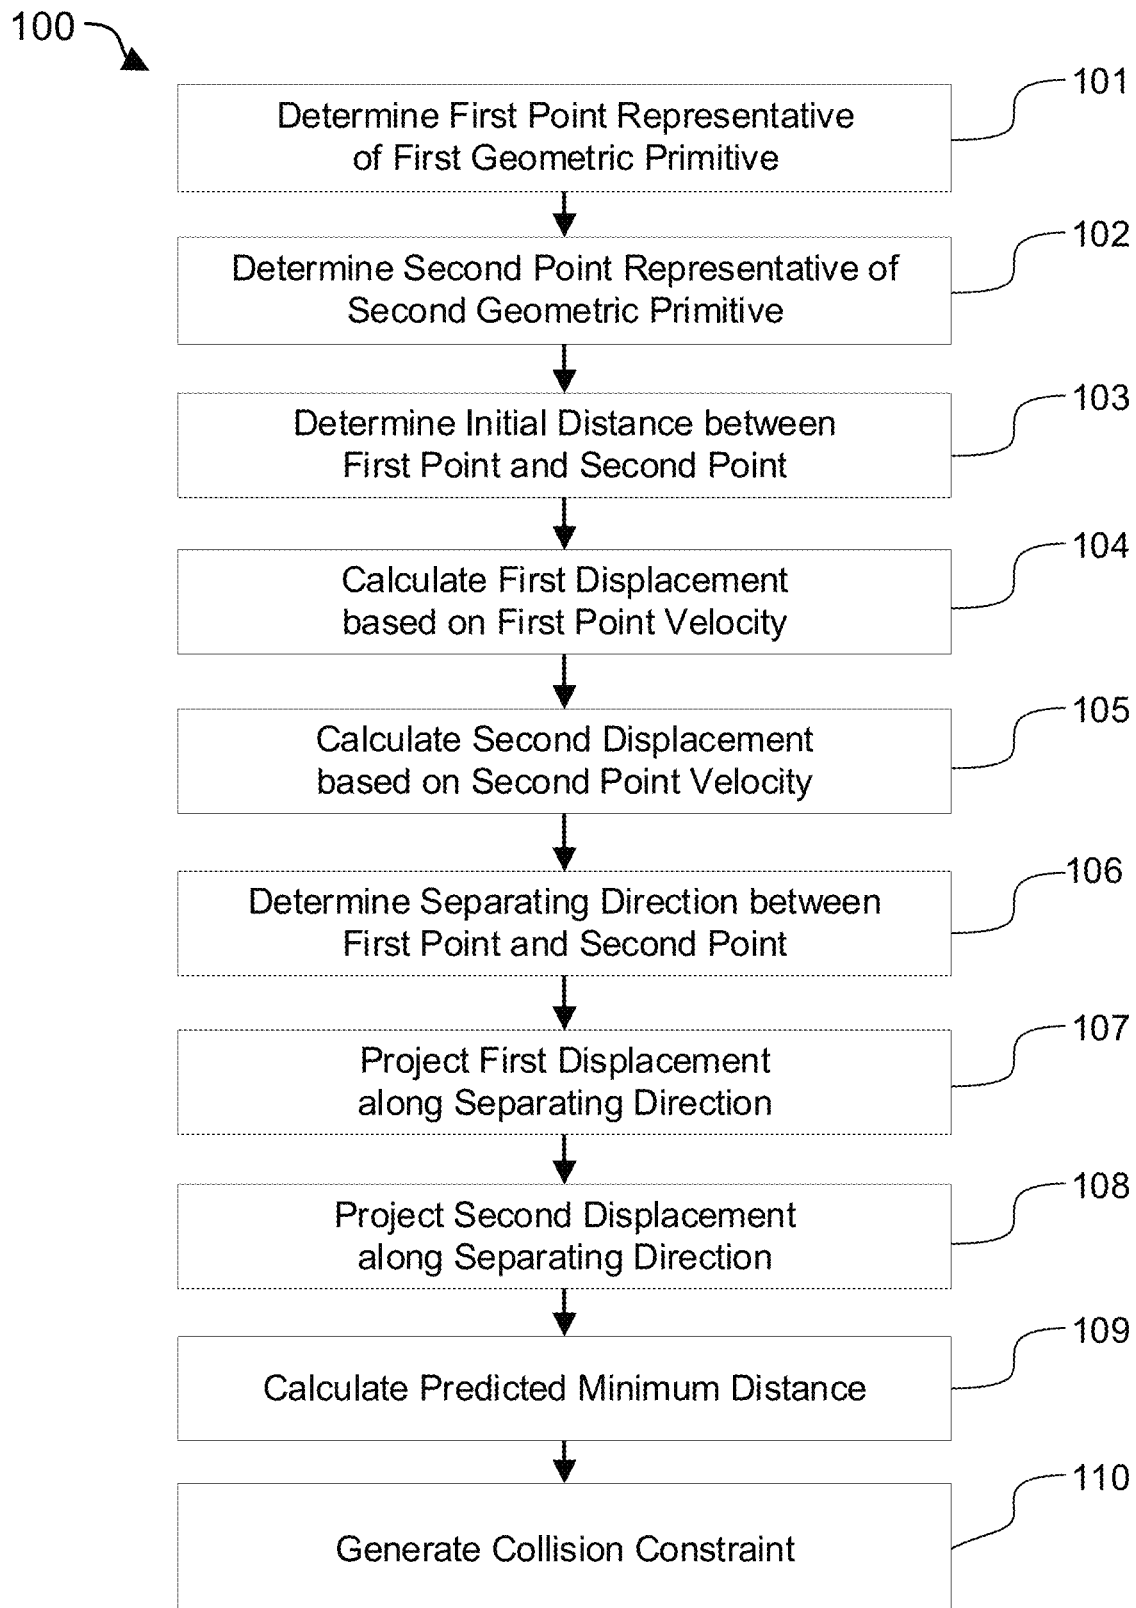 100
101
Determine First Point Representative
of First Geometric Primitive
102
Determine Second Point Representative of
Second Geometric Primitive
103
Determine Initial Distance between
First Point and Second Point
104
Calculate First Displacement
based on First Point Velocity
105
Calculate Second Displacement
based on Second Point Velocity
106
Determine Separating Direction between
First Point and Second Point
107
Project First Displacement
along Separating Direction
108
Project Second Displacement
along Separating Direction
109
Calculate Predicted Minimum Distance
110
Generate Collision Constraint